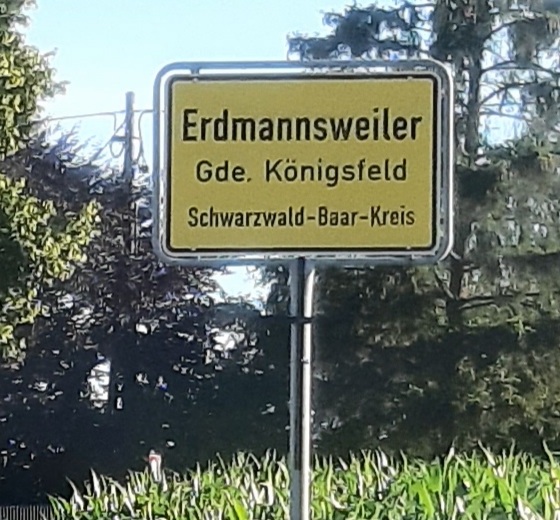 Erdmannsweiler
Gde. Königsfeld
Schwarzwald-Baar-Kreis